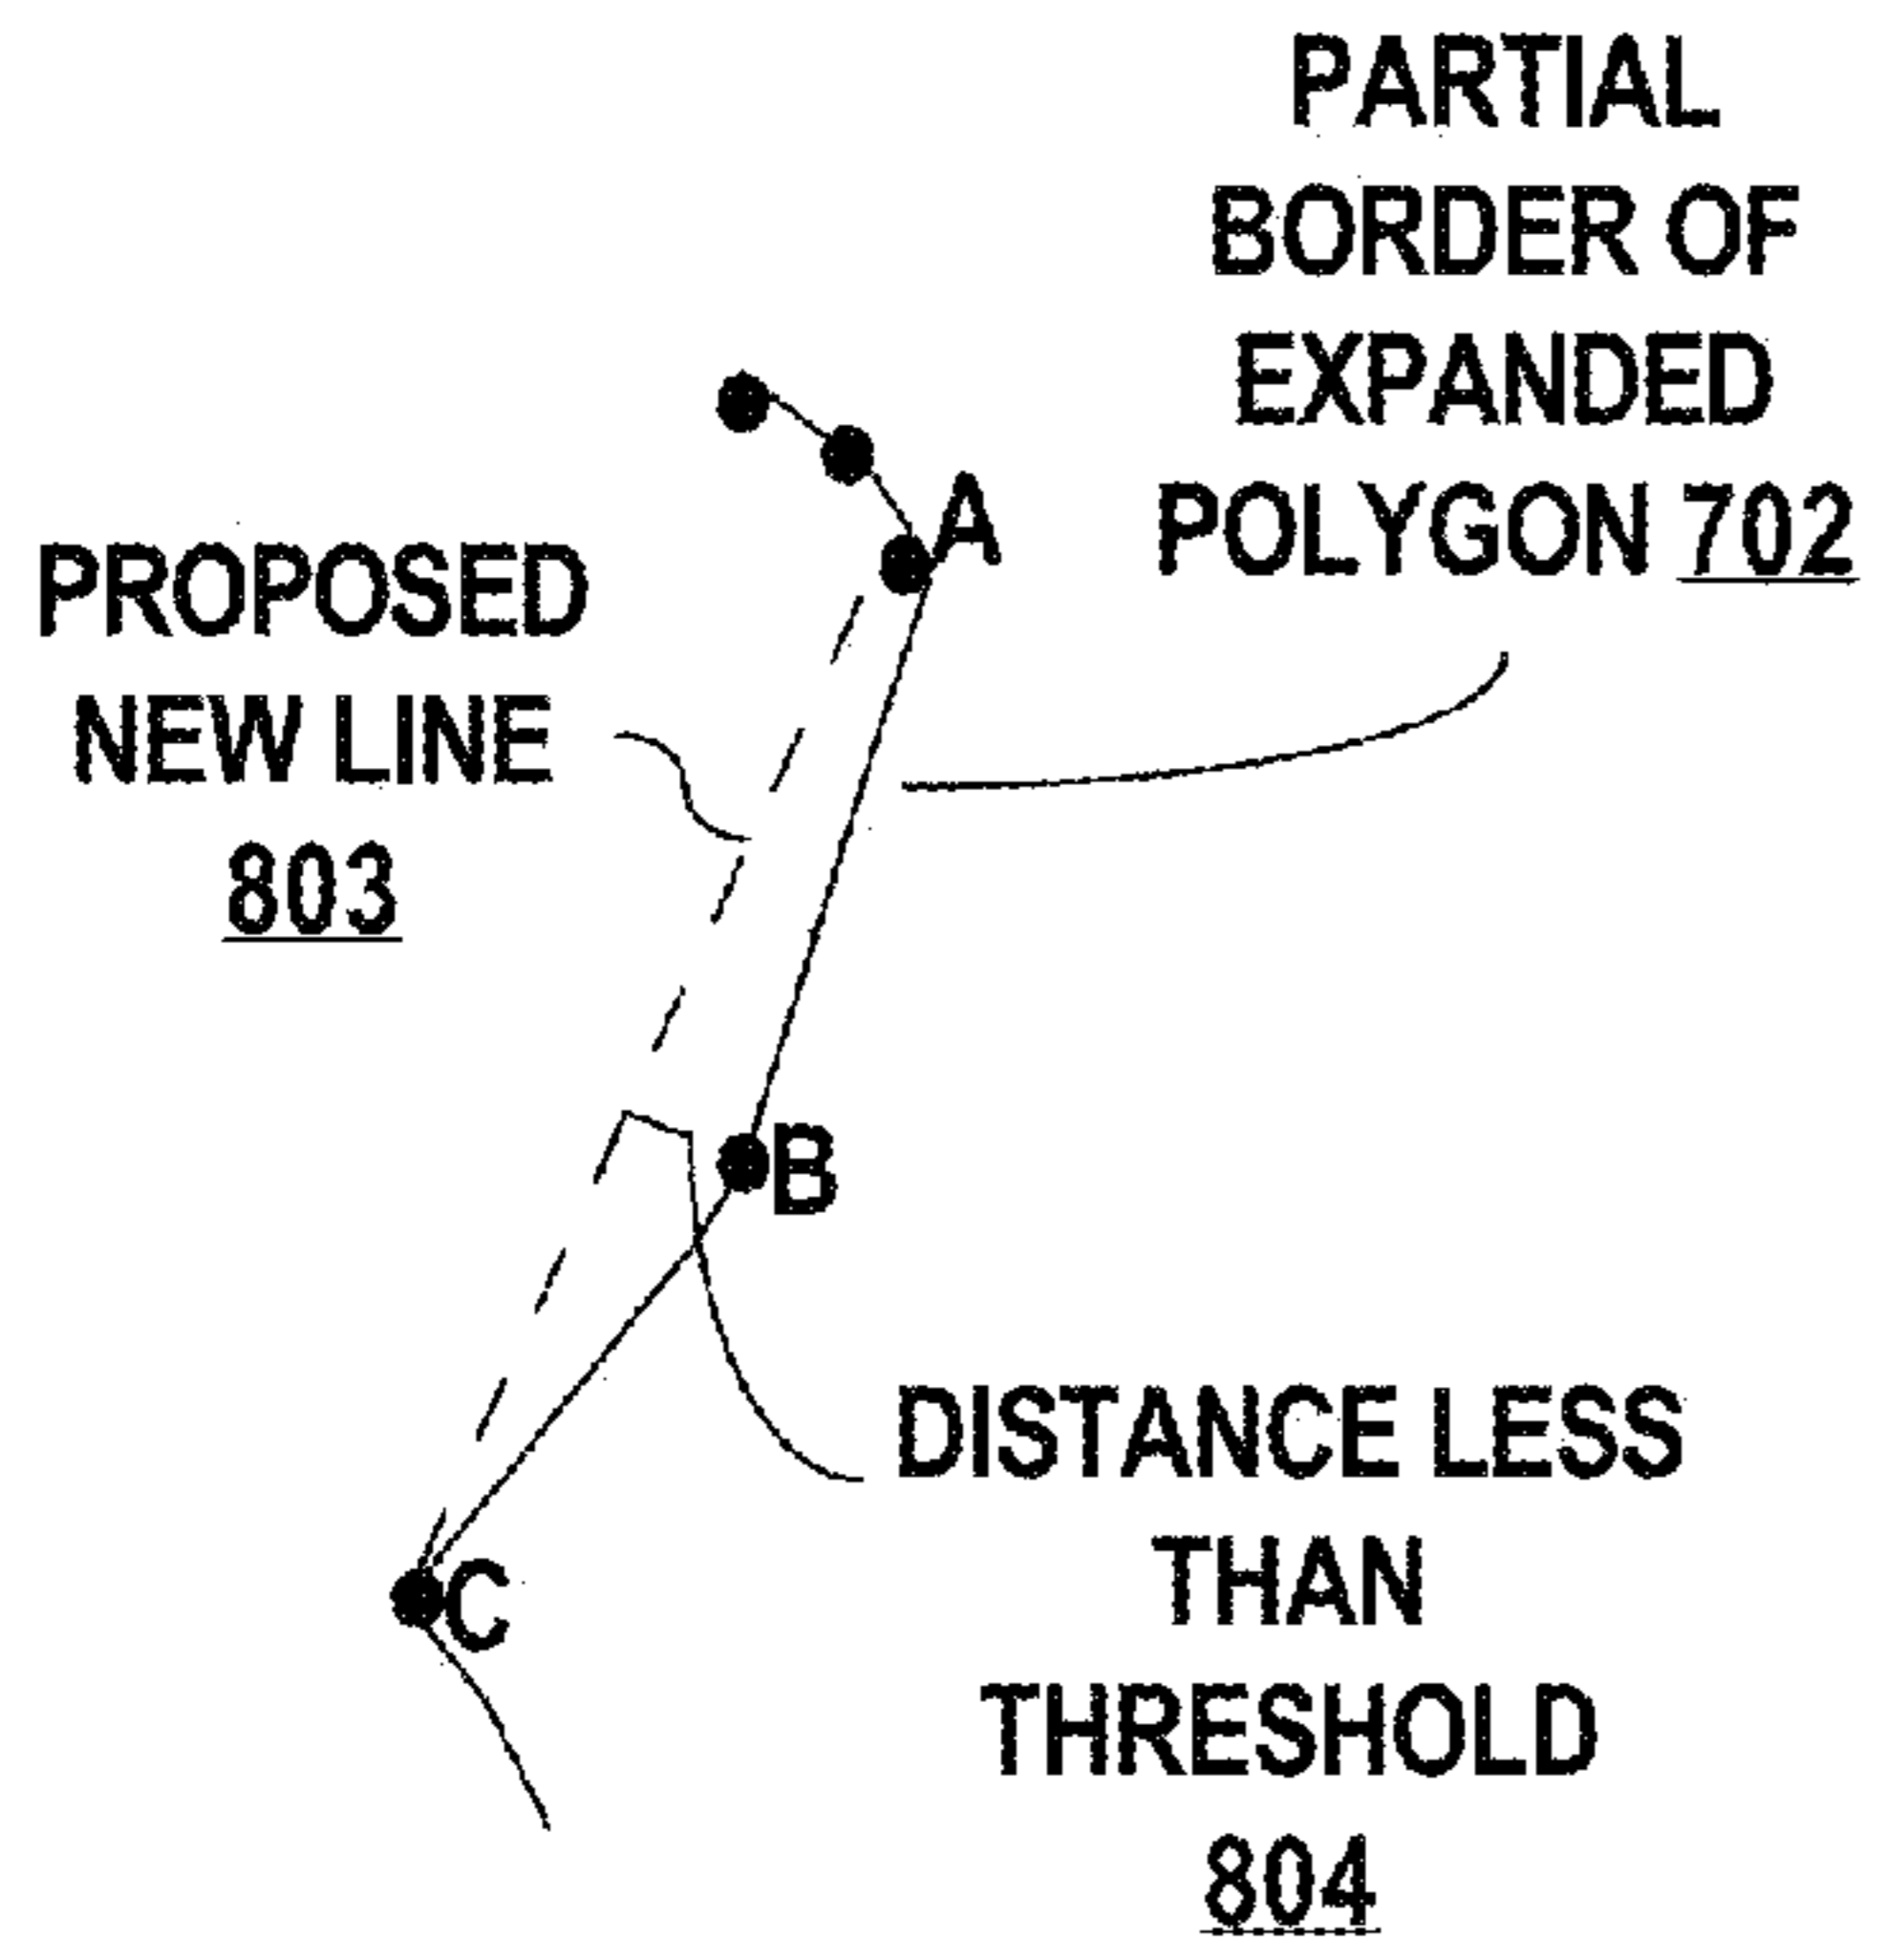 PARTIAL
BORDER OF
EXPANDED
POLYGON 702
A
PROPOSED
NEW LINE
803
B
DISTANCE LESS
THAN
THRESHOLD
804
C